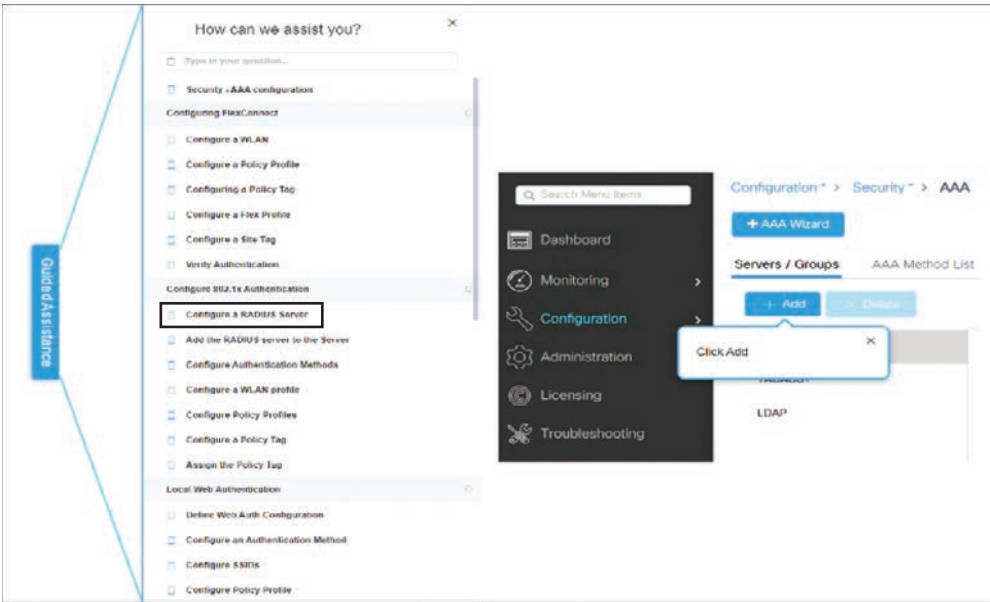 Guided Assistance
How can we assist you?
×
Type in your question...
Security - AAA configuration
Configuring FlexConnect
Configure a WLAN
Configure a Policy Profile
Configuring a Policy Tag
Configure a Flex Profile
Configure a Site Tag
Verify Authentication
Configure 802.1x Authentication
Configure a RADIUS Server
Add the RADIUS server to the Server
Configure Authentication Methods
Configure a WLAN profile
Configure Policy Profiles
Configure a Policy Tag
Assign the Policy Tag
Local Web Authentication
Define Web Auth Configuration
Configure an Authentication Method
Configure SSIDs
Configure Policy Profile
Search Menu Items
Dashboard
Monitoring
Configuration
Administration
Licensing
Troubleshooting
Configuration > Security > AAA
+ AAA Wizard
Servers / Groups AAA Method List
+ Add × Delete
Click Add ×
LDAP